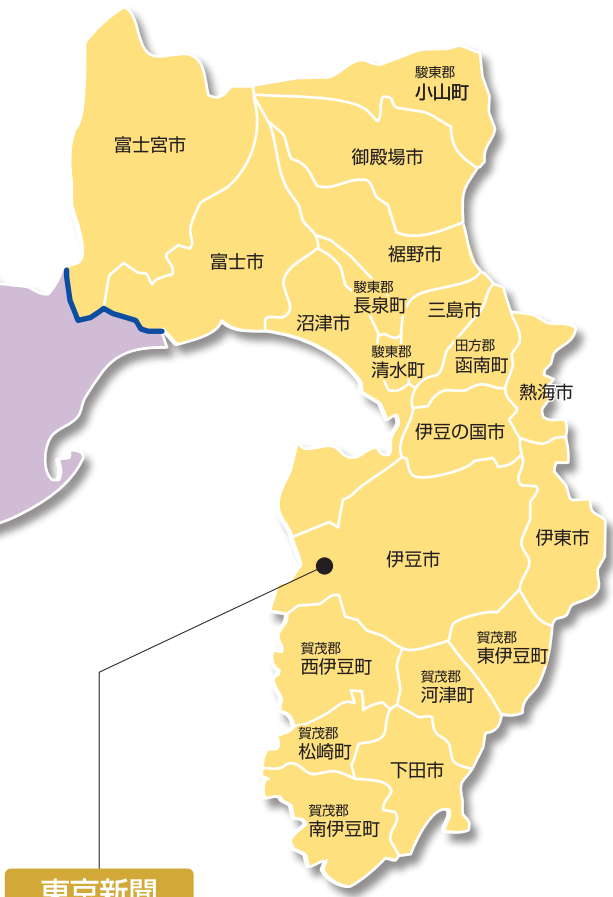 駿東郡
小山町
富士宮市
御殿場市
裾野市
富士市
駿東郡
長泉町
三島市
沼津市
駿東郡
清水町
田方郡
函南町
熱海市
伊豆の国市
伊東市
伊豆市
賀茂郡
東伊豆町
賀茂郡
西伊豆町
賀茂郡
河津町
賀茂郡
松崎町
下田市
賀茂郡
南伊豆町
東京新聞